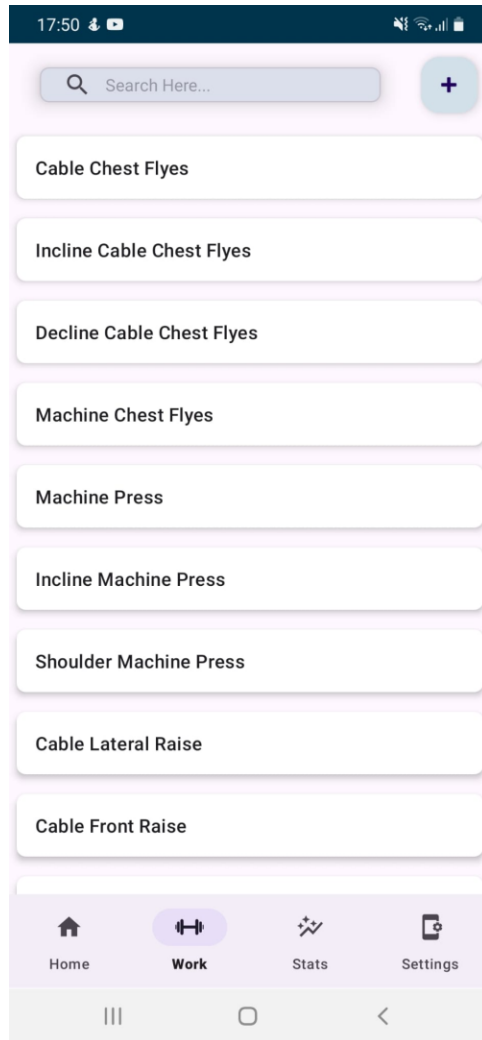 17:50
Search Here...
+
Cable Chest Flyes
Incline Cable Chest Flyes
Decline Cable Chest Flyes
Machine Chest Flyes
Machine Press
Incline Machine Press
Shoulder Machine Press
Cable Lateral Raise
Cable Front Raise
Home Work Stats Settings